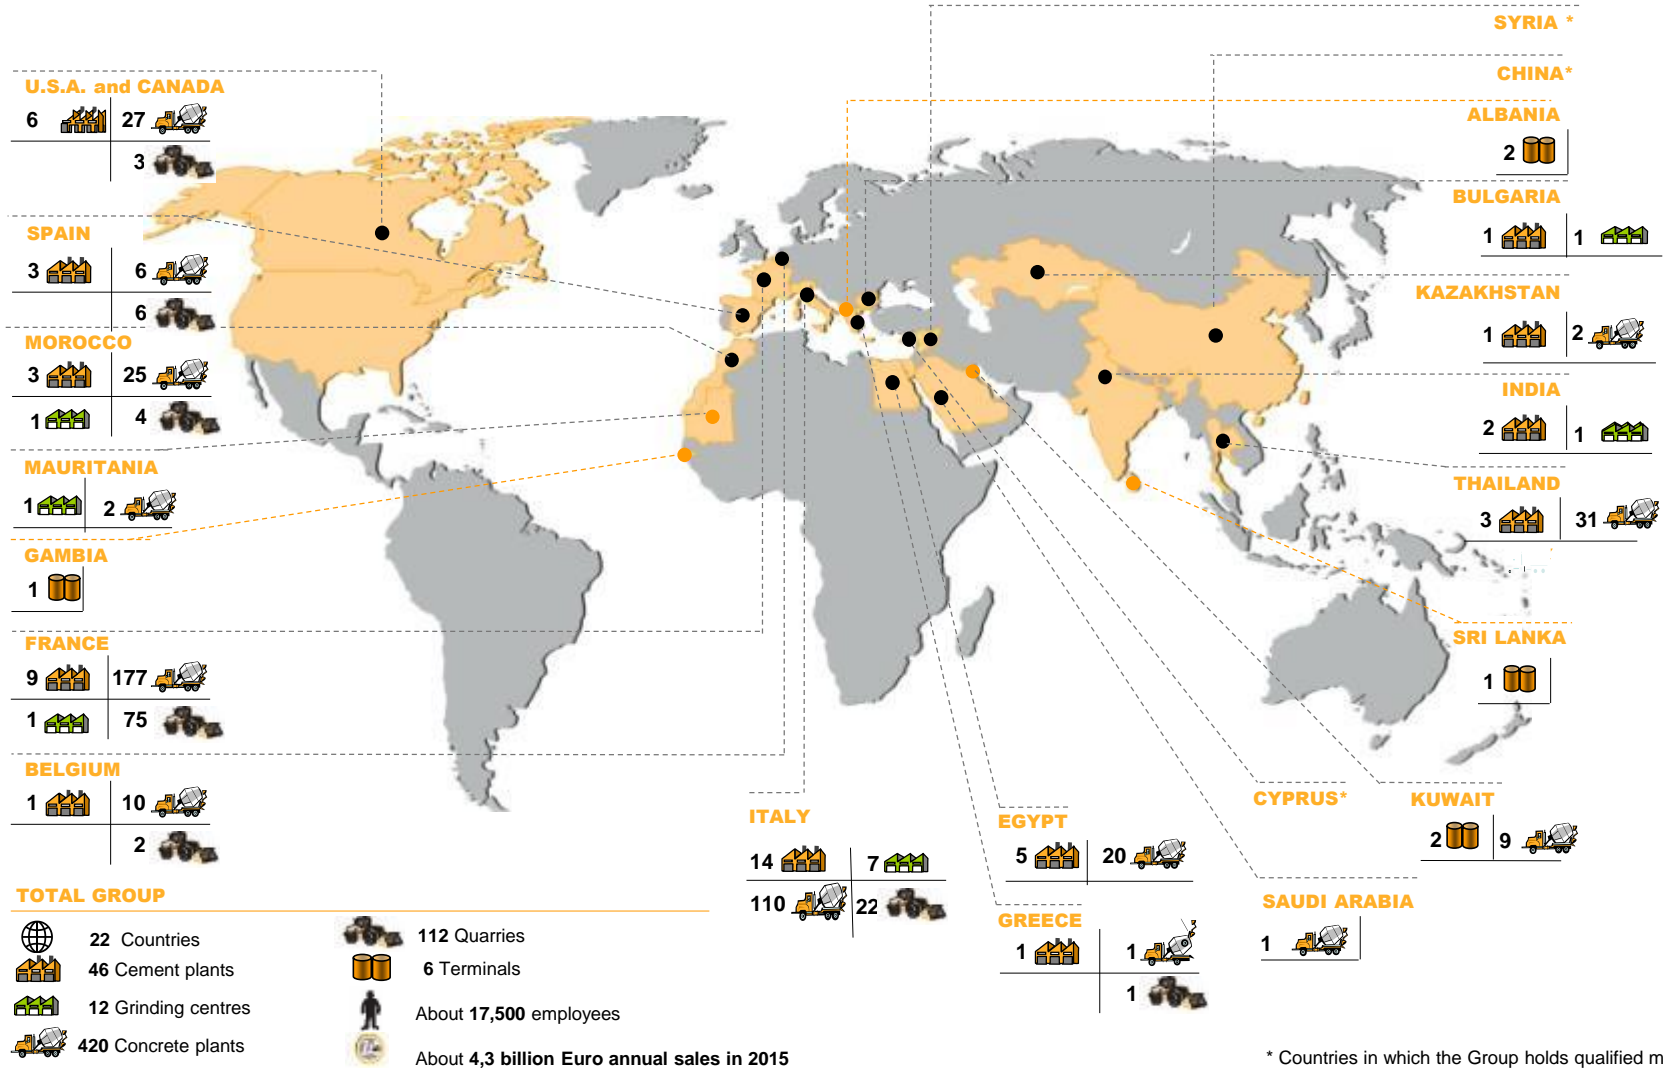 SYRIA *
CHINA*
U.S.A. and CANADA
6 27
3
ALBANIA
2
BULGARIA
1 1
SPAIN
3 6
6
KAZAKHSTAN
1 2
MOROCCO
3 25
1 4
INDIA
2 1
MAURITANIA
1 2
THAILAND
3 31
GAMBIA
1
FRANCE
9 177
1 75
SRI LANKA
1
BELGIUM
1 10
2
ITALY
14 7
110 22
EGYPT
5 20
GREECE
1 1
1
CYPRUS*
KUWAIT
2 9
SAUDI ARABIA
1
TOTAL GROUP
22 Countries
46 Cement plants
12 Grinding centres
420 Concrete plants
112 Quarries
6 Terminals
About 17,500 employees
About 4,3 billion Euro annual sales in 2015
* Countries in which the Group holds qualified m